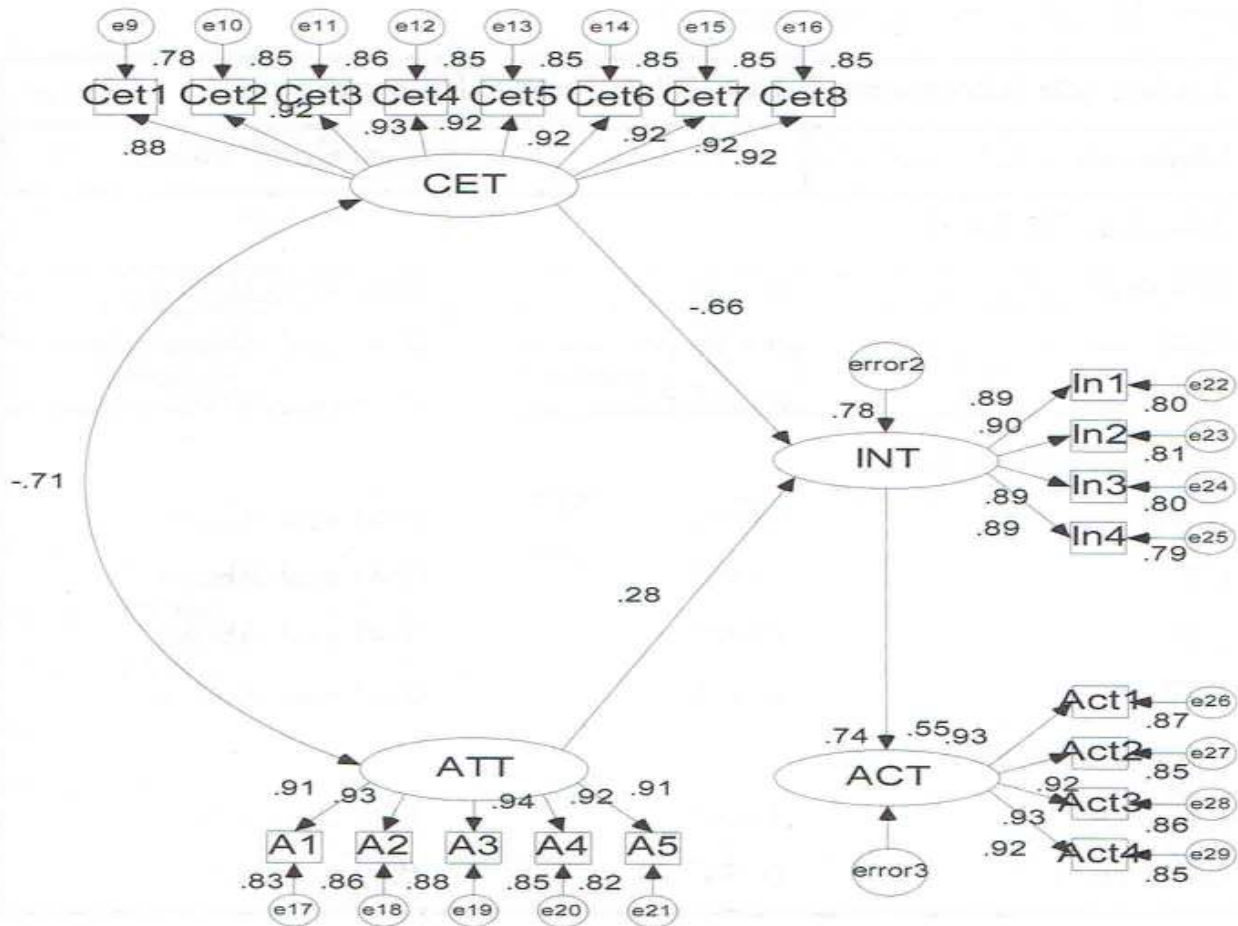 e9 e10 e11 e12 e13 e14 e15 e16
.78 .85 .86 .85 .85 .85 .85 .85
Cet1 Cet2 Cet3 Cet4 Cet5 Cet6 Cet7 Cet8
.88 .92 .93 .92 .92 .92 .92 .92
CET
-.66
error2
.78
INT
.89 In1 .80 e22
.90 In2 .81 e23
.89 In3 .80 e24
.89 In4 .79 e25
-.71
.28
ATT
.91 .93 .94 .92 .91
A1 A2 A3 A4 A5
.83 .86 .88 .85 .82
e17 e18 e19 e20 e21
.74 .55 .93
ACT
Act1 .87 e26
.92 Act2 .85 e27
.93 Act3 .86 e28
.92 Act4 .85 e29
error3